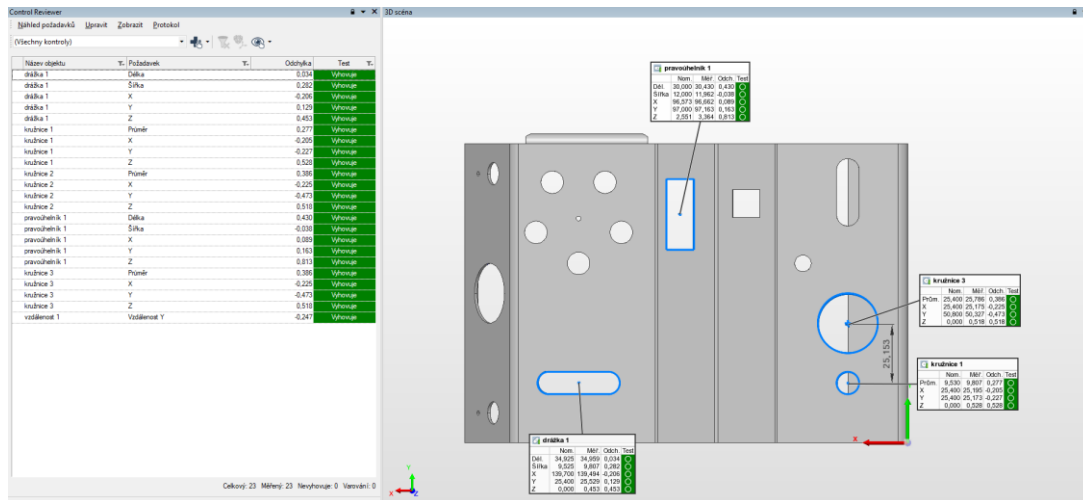 Control Reviewer
Náhled požadavků Upravit Zobrazit Protokol
(Všechny kontroly)
Název objektu Požadavek Odchylka Test
drážka 1 Délka 0,034 Vyhovuje
drážka 1 Šířka 0,282 Vyhovuje
drážka 1 X -0,206 Vyhovuje
drážka 1 Y 0,129 Vyhovuje
drážka 1 Z 0,453 Vyhovuje
kružnice 1 Průměr 0,277 Vyhovuje
kružnice 1 X -0,205 Vyhovuje
kružnice 1 Y -0,227 Vyhovuje
kružnice 1 Z 0,528 Vyhovuje
kružnice 2 Průměr 0,386 Vyhovuje
kružnice 2 X -0,225 Vyhovuje
kružnice 2 Y -0,473 Vyhovuje
kružnice 2 Z 0,518 Vyhovuje
pravoúhelník 1 Délka 0,430 Vyhovuje
pravoúhelník 1 Šířka -0,038 Vyhovuje
pravoúhelník 1 X 0,089 Vyhovuje
pravoúhelník 1 Y 0,163 Vyhovuje
pravoúhelník 1 Z 0,813 Vyhovuje
kružnice 3 Průměr 0,386 Vyhovuje
kružnice 3 X -0,225 Vyhovuje
kružnice 3 Y -0,473 Vyhovuje
kružnice 3 Z 0,518 Vyhovuje
vzdálenost 1 Vzdálenost Y -0,247 Vyhovuje
Celkový: 23 Měřený: 23 Nevyhovuje: 0 Varování: 0
3D scéna
pravoúhelník 1
Nom. Měř. Odch. Test
Dél. 30,000 30,430 0,430
Šířka 12,000 11,962 -0,038
X 96,573 96,662 0,089
Y 97,000 97,163 0,163
Z 2,551 3,364 0,813
kružnice 3
Nom. Měř. Odch. Test
Prům. 25,400 25,786 0,386
X 25,400 25,175 -0,225
Y 50,800 50,327 -0,473
Z 0,000 0,518 0,518
25,153
kružnice 1
Nom. Měř. Odch. Test
Prům. 9,530 9,807 0,277
X 25,400 25,195 -0,205
Y 25,400 25,173 -0,227
Z 0,000 0,528 0,528
X
drážka 1
Nom. Měř. Odch. Test
Dél. 34,925 34,959 0,034
Šířka 9,525 9,807 0,282
X 139,700 139,494 -0,206
Y 25,400 25,529 0,129
Z 0,000 0,453 0,453
Y
X Z